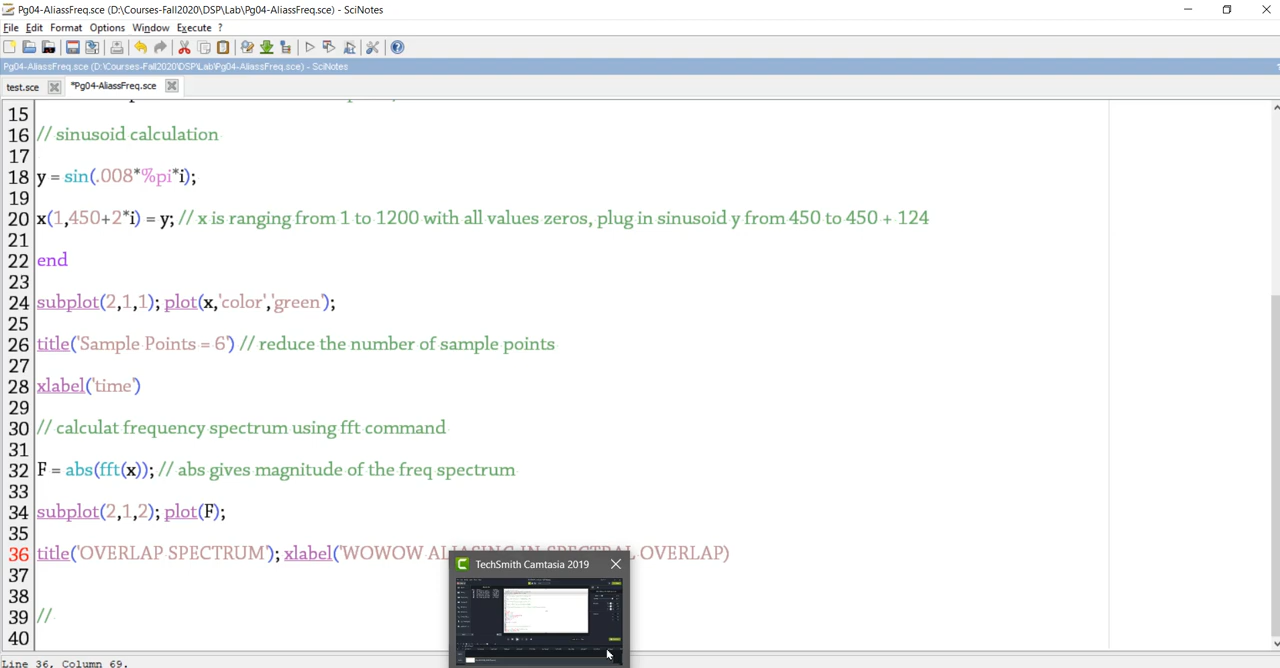 Pg04-AliassFreq.sce (D:\Courses-Fall2020\DSP\Lab\Pg04-AliassFreq.sce) - SciNotes
File Edit Format Options Window Execute ?
Pg04-AliassFreq.sce (D:\Courses-Fall2020\DSP\Lab\Pg04-AliassFreq.sce) - SciNotes
test.sce *Pg04-AliassFreq.sce
15
16 // sinusoid calculation
17
18 y = sin(.008*%pi*i);
19
20 x(1,450+2*i) = y; // x is ranging from 1 to 1200 with all values zeros, plug in sinusoid y from 450 to 450 + 124
21
22 end
23
24 subplot(2,1,1); plot(x,'color','green');
25
26 title('Sample Points = 6') // reduce the number of sample points
27
28 xlabel('time')
29
30 // calculat frequency spectrum using fft command
31
32 F = abs(fft(x)); // abs gives magnitude of the freq spectrum
33
34 subplot(2,1,2); plot(F);
35
36 title('OVERLAP SPECTRUM'); xlabel('WOWOW ALIASING IN SPECTRAL OVERLAP)
37
38
39 //
40
TechSmith Camtasia 2019
Line 36, Column 69.